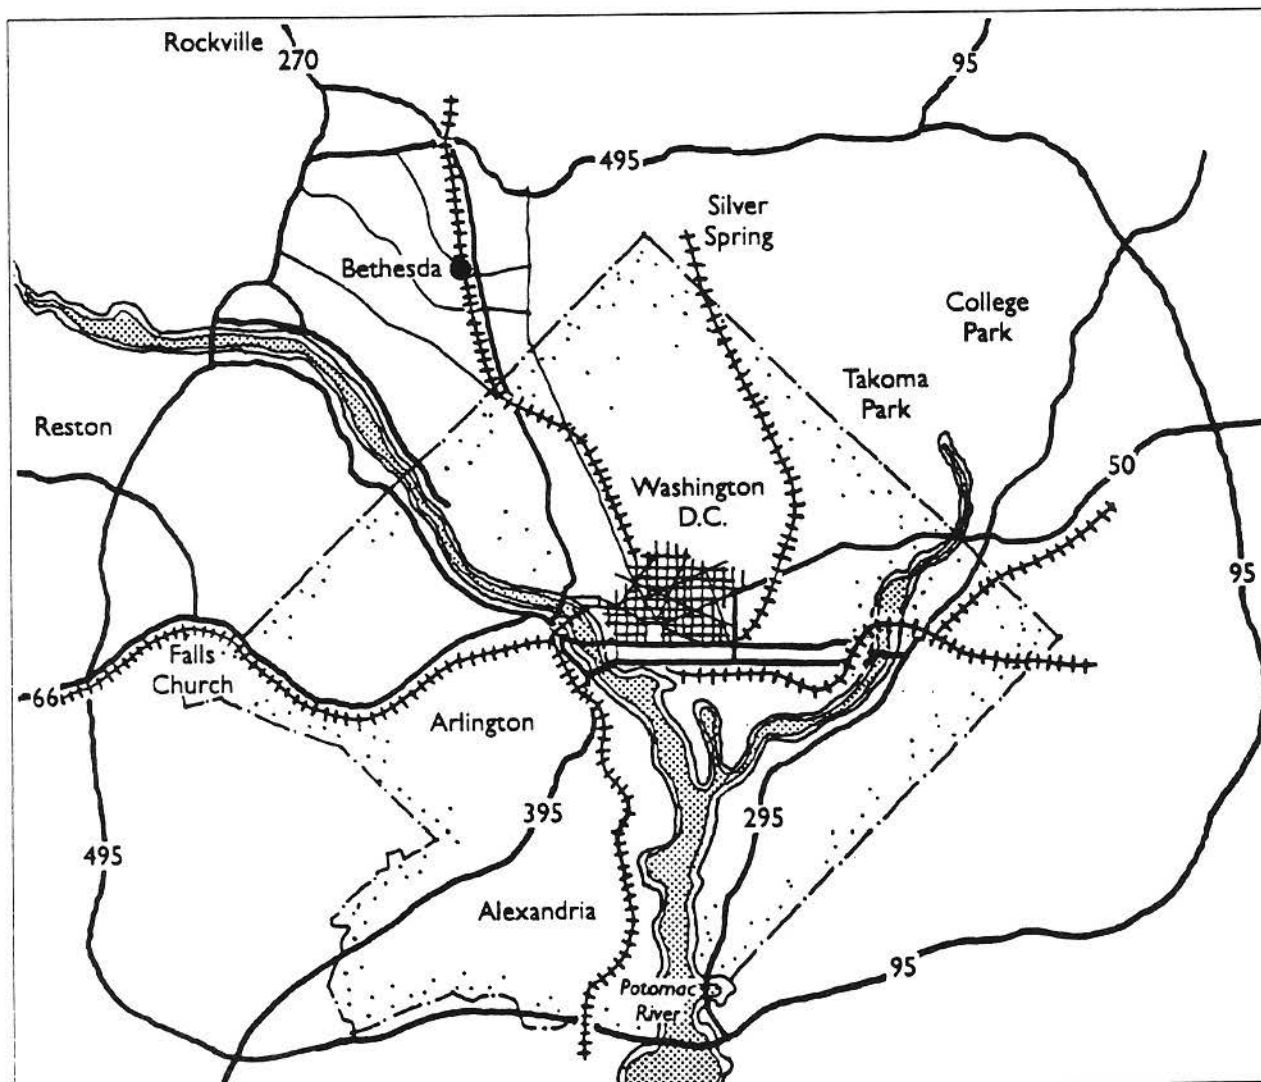 Rockville
270
95
495
Silver
Spring
Bethesda
College
Park
Takoma
Park
Reston
50
Washington
D.C.
95
Falls
Church
66
Arlington
395
295
495
Alexandria
95
Potomac
River